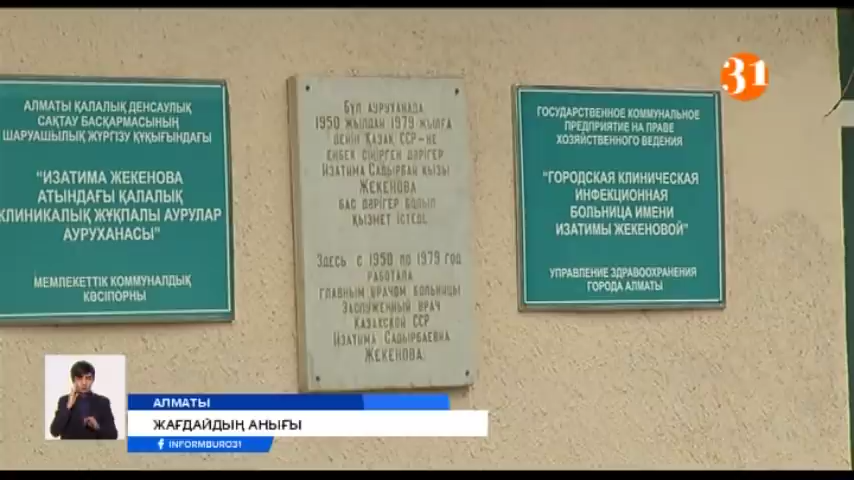 31
АЛМАТЫ ҚАЛАЛЫҚ ДЕНСАУЛЫҚ
САҚТАУ БАСҚАРМАСЫНЫҢ
ШАРУАШЫЛЫҚ ЖҮРГІЗУ ҚҰҚЫҒЫНДАҒЫ
“ИЗАТИМА ЖЕКЕНОВА
АТЫНДАҒЫ ҚАЛАЛЫҚ
КЛИНИКАЛЫҚ ЖҰҚПАЛЫ АУРУЛАР
АУРУХАНАСЫ”
МЕМЛЕКЕТТІК КОММУНАЛДЫҚ
КӘСІПОРНЫ
БҰЛ АУРУХАНАДА
1950 ЖЫЛДАН 1979 ЖЫЛҒА
ДЕЙІН ҚАЗАҚ ССР-НЕ
ЕҢБЕК СІҢІРГЕН ДӘРІГЕР
ИЗАТИМА САДЫРБАЙ ҚЫЗЫ
ЖЕКЕНОВА
БАС ДӘРІГЕР БОЛЫП
ҚЫЗМЕТ ІСТЕДІ
ЗДЕСЬ С 1950 ПО 1979 ГОД
РАБОТАЛА
ГЛАВНЫМ ВРАЧОМ БОЛЬНИЦЫ
ЗАСЛУЖЕННЫЙ ВРАЧ
КАЗАХСКОЙ ССР
ИЗАТИМА САДЫРБАЕВНА
ЖЕКЕНОВА
ГОСУДАРСТВЕННОЕ КОММУНАЛЬНОЕ
ПРЕДПРИЯТИЕ НА ПРАВЕ
ХОЗЯЙСТВЕННОГО ВЕДЕНИЯ
“ГОРОДСКАЯ КЛИНИЧЕСКАЯ
ИНФЕКЦИОННАЯ
БОЛЬНИЦА ИМЕНИ
ИЗАТИМЫ ЖЕКЕНОВОЙ”
УПРАВЛЕНИЕ ЗДРАВООХРАНЕНИЯ
ГОРОДА АЛМАТЫ
АЛМАТЫ
ЖАҒДАЙДЫҢ АНЫҒЫ
INFORMBURO31